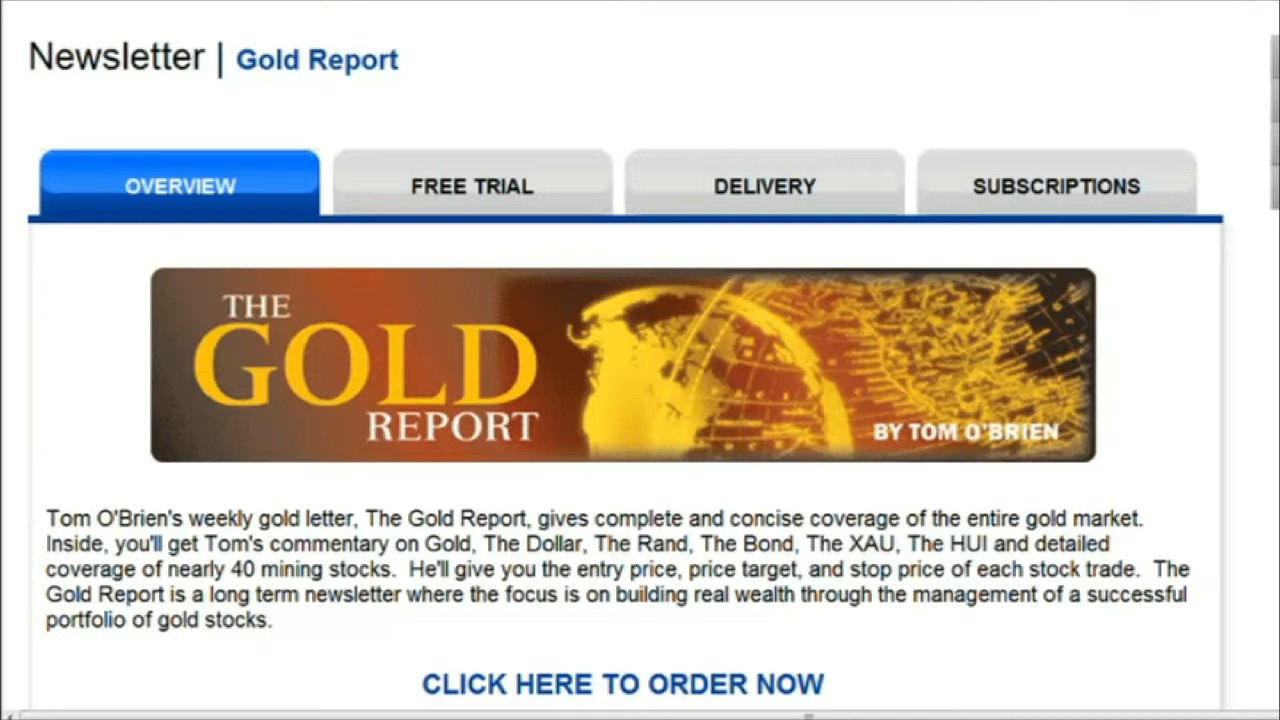 Newsletter | Gold Report
OVERVIEW
FREE TRIAL
DELIVERY
SUBSCRIPTIONS
THE
GOLD
REPORT
BY TOM O'BRIEN
Tom O'Brien's weekly gold letter, The Gold Report, gives complete and concise coverage of the entire gold market.
Inside, you'll get Tom's commentary on Gold, The Dollar, The Rand, The Bond, The XAU, The HUI and detailed
coverage of nearly 40 mining stocks.  He'll give you the entry price, price target, and stop price of each stock trade.  The
Gold Report is a long term newsletter where the focus is on building real wealth through the management of a successful
portfolio of gold stocks.
CLICK HERE TO ORDER NOW